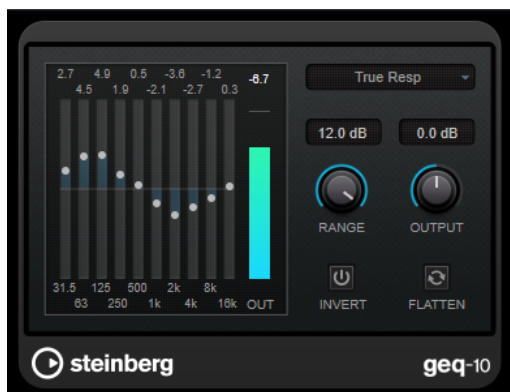 2.7 4.9 0.5 -3.6 -1.2
4.5 1.9 -2.1 -2.7 0.3
-6.7
True Resp
12.0 dB 0.0 dB
RANGE OUTPUT
31.5 125 500 2k 8k
63 250 1k 4k 16k OUT
INVERT FLATTEN
steinberg geq-10